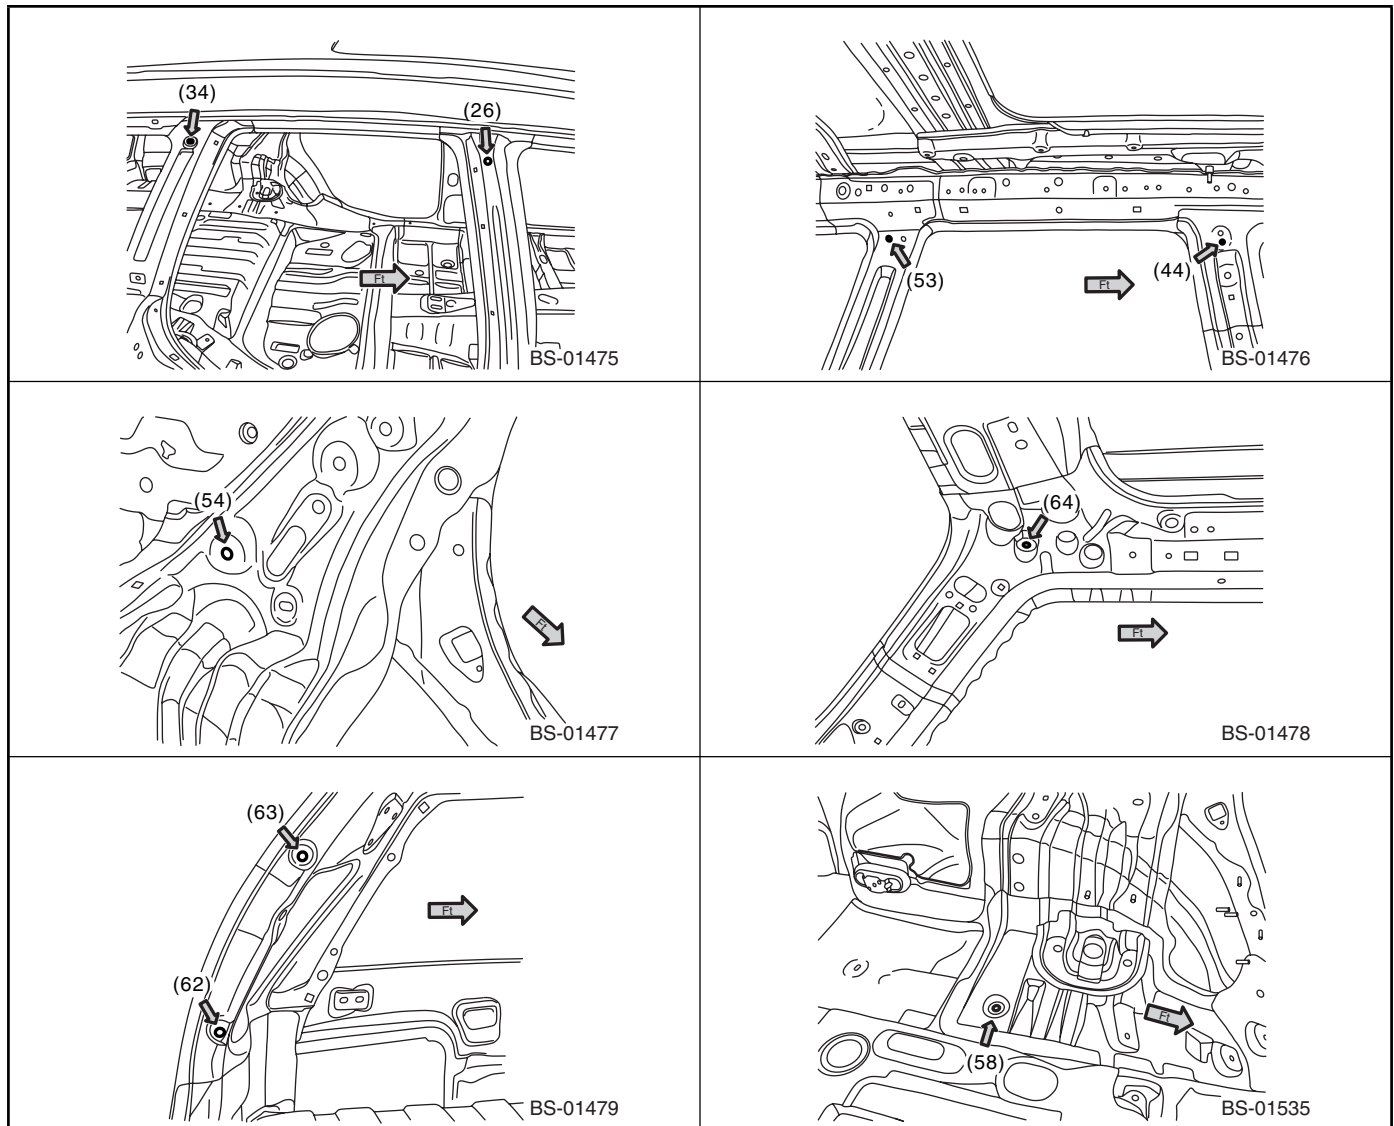 (34)
(26)
Ft
BS-01475
(53)
(44)
Ft
BS-01476
(54)
Ft
BS-01477
(64)
Ft
BS-01478
(63)
(62)
Ft
BS-01479
(58)
Ft
BS-01535